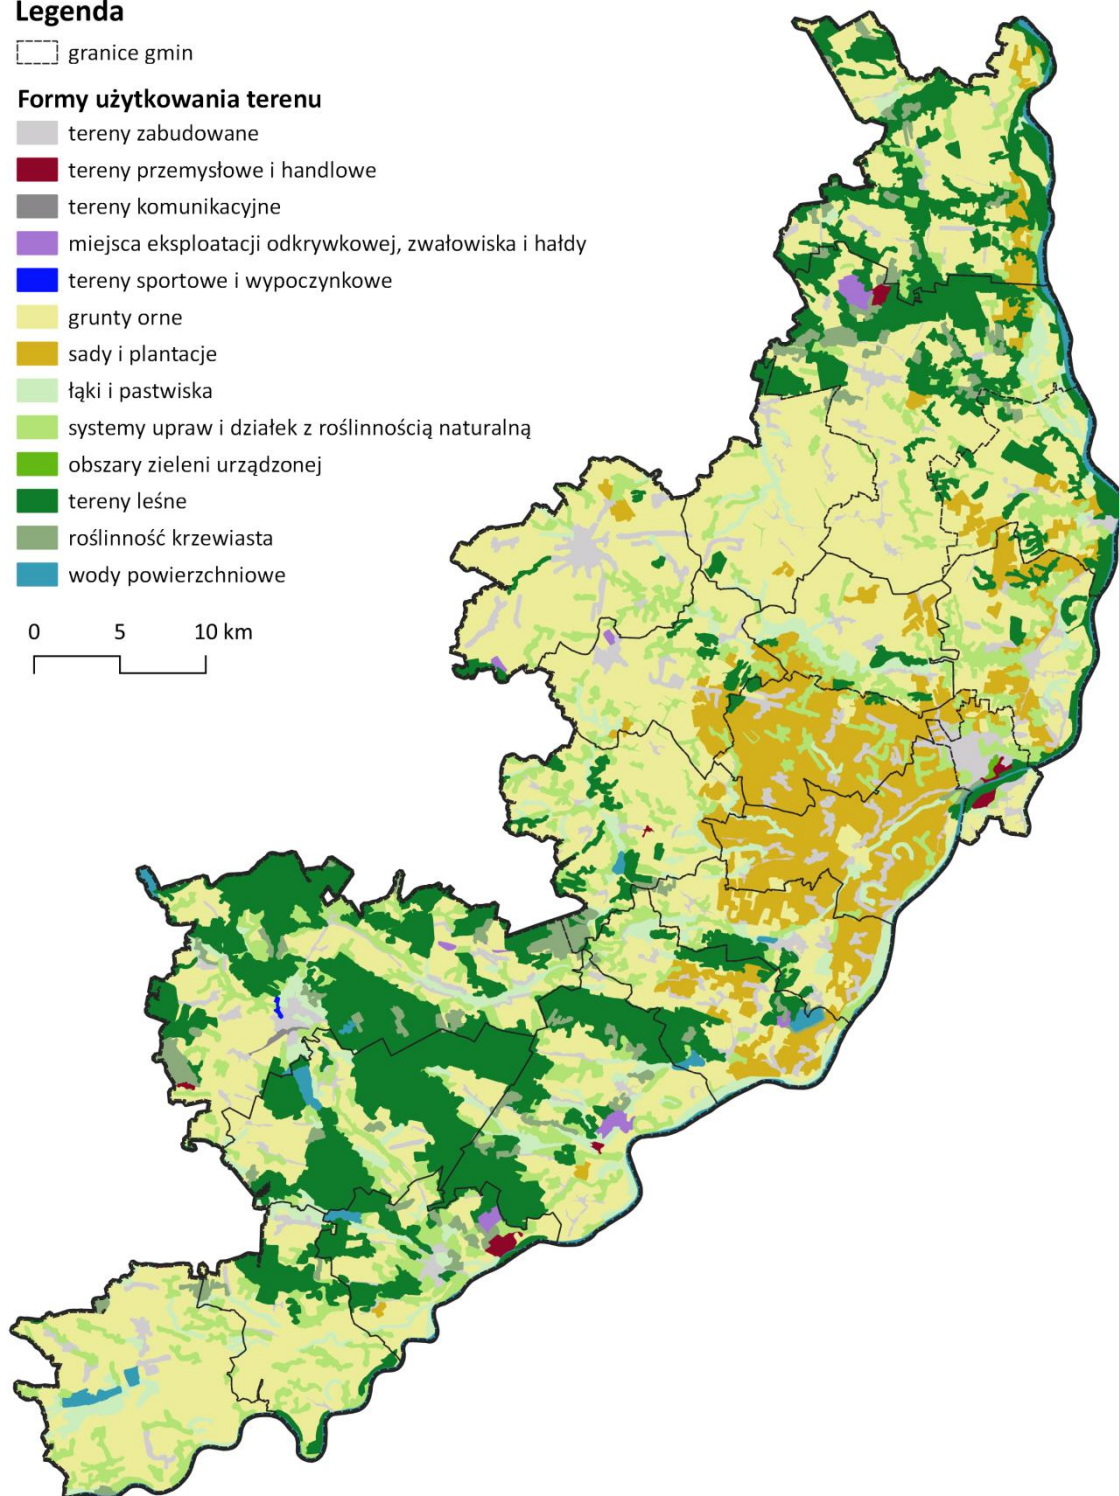 Legenda
granice gmin
Formy użytkowania terenu
tereny zabudowane
tereny przemysłowe i handlowe
tereny komunikacyjne
miejsca eksploatacji odkrywkowej, zwałowiska i hałdy
tereny sportowe i wypoczynkowe
grunty orne
sady i plantacje
łąki i pastwiska
systemy upraw i działek z roślinnością naturalną
obszary zieleni urządzonej
tereny leśne
roślinność krzewiasta
wody powierzchniowe
0 5 10 km